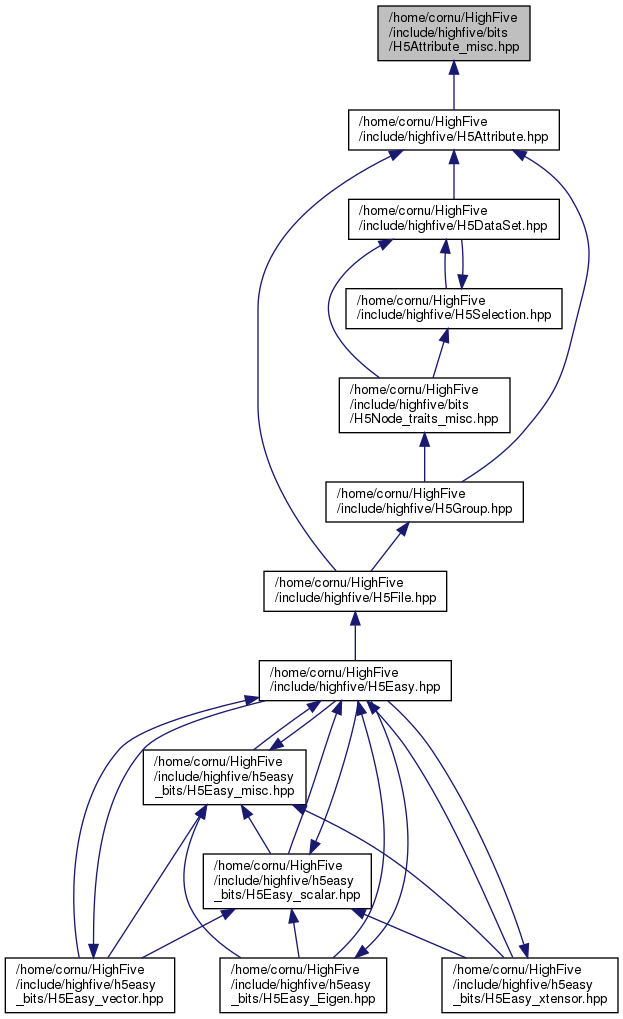 /home/cornu/HighFive
/include/highfive/bits
/H5Attribute_misc.hpp
/home/cornu/HighFive
/include/highfive/H5Attribute.hpp
/home/cornu/HighFive
/include/highfive/H5DataSet.hpp
/home/cornu/HighFive
/include/highfive/H5Selection.hpp
/home/cornu/HighFive
/include/highfive/bits
/H5Node_traits_misc.hpp
/home/cornu/HighFive
/include/highfive/H5Group.hpp
/home/cornu/HighFive
/include/highfive/H5File.hpp
/home/cornu/HighFive
/include/highfive/H5Easy.hpp
/home/cornu/HighFive
/include/highfive/h5easy
_bits/H5Easy_misc.hpp
/home/cornu/HighFive
/include/highfive/h5easy
_bits/H5Easy_scalar.hpp
/home/cornu/HighFive
/include/highfive/h5easy
_bits/H5Easy_vector.hpp
/home/cornu/HighFive
/include/highfive/h5easy
_bits/H5Easy_Eigen.hpp
/home/cornu/HighFive
/include/highfive/h5easy
_bits/H5Easy_xtensor.hpp